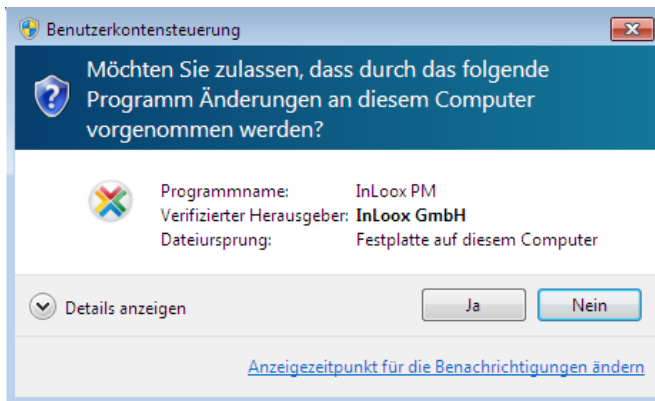 Benutzerkontensteuerung
Möchten Sie zulassen, dass durch das folgende
Programm Änderungen an diesem Computer
vorgenommen werden?
Programmname: InLoox PM
Verifizierter Herausgeber: InLoox GmbH
Dateiursprung: Festplatte auf diesem Computer
Details anzeigen Ja Nein
Anzeigezeitpunkt für die Benachrichtigungen ändern